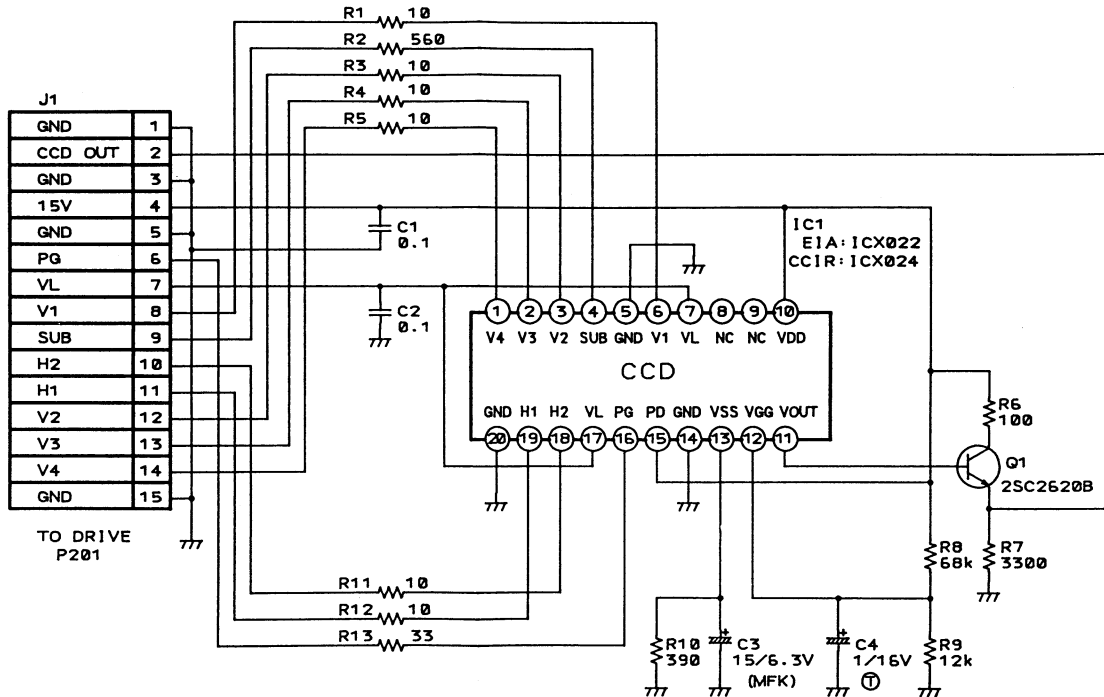 R1 10
R2 560
R3 10
R4 10
R5 10
J1
GND 1
CCD OUT 2
GND 3
15V 4
GND 5
PG 6
VL 7
V1 8
SUB 9
H2 10
H1 11
V2 12
V3 13
V4 14
GND 15
TO DRIVE
P201
C1
0.1
C2
0.1
IC1
EIA:ICX022
CCIR:ICX024
1 2 3 4 5 6 7 8 9 10
V4 V3 V2 SUB GND V1 VL NC NC VDD
CCD
GND H1 H2 VL PG PD GND VSS VGG VOUT
20 19 18 17 16 15 14 13 12 11
R6
100
Q1
2SC2620B
R8
68k
R7
3300
R11 10
R12 10
R13 33
R10
390
C3
15/6.3V
(MFK)
C4
1/16V
T
R9
12k
+
+